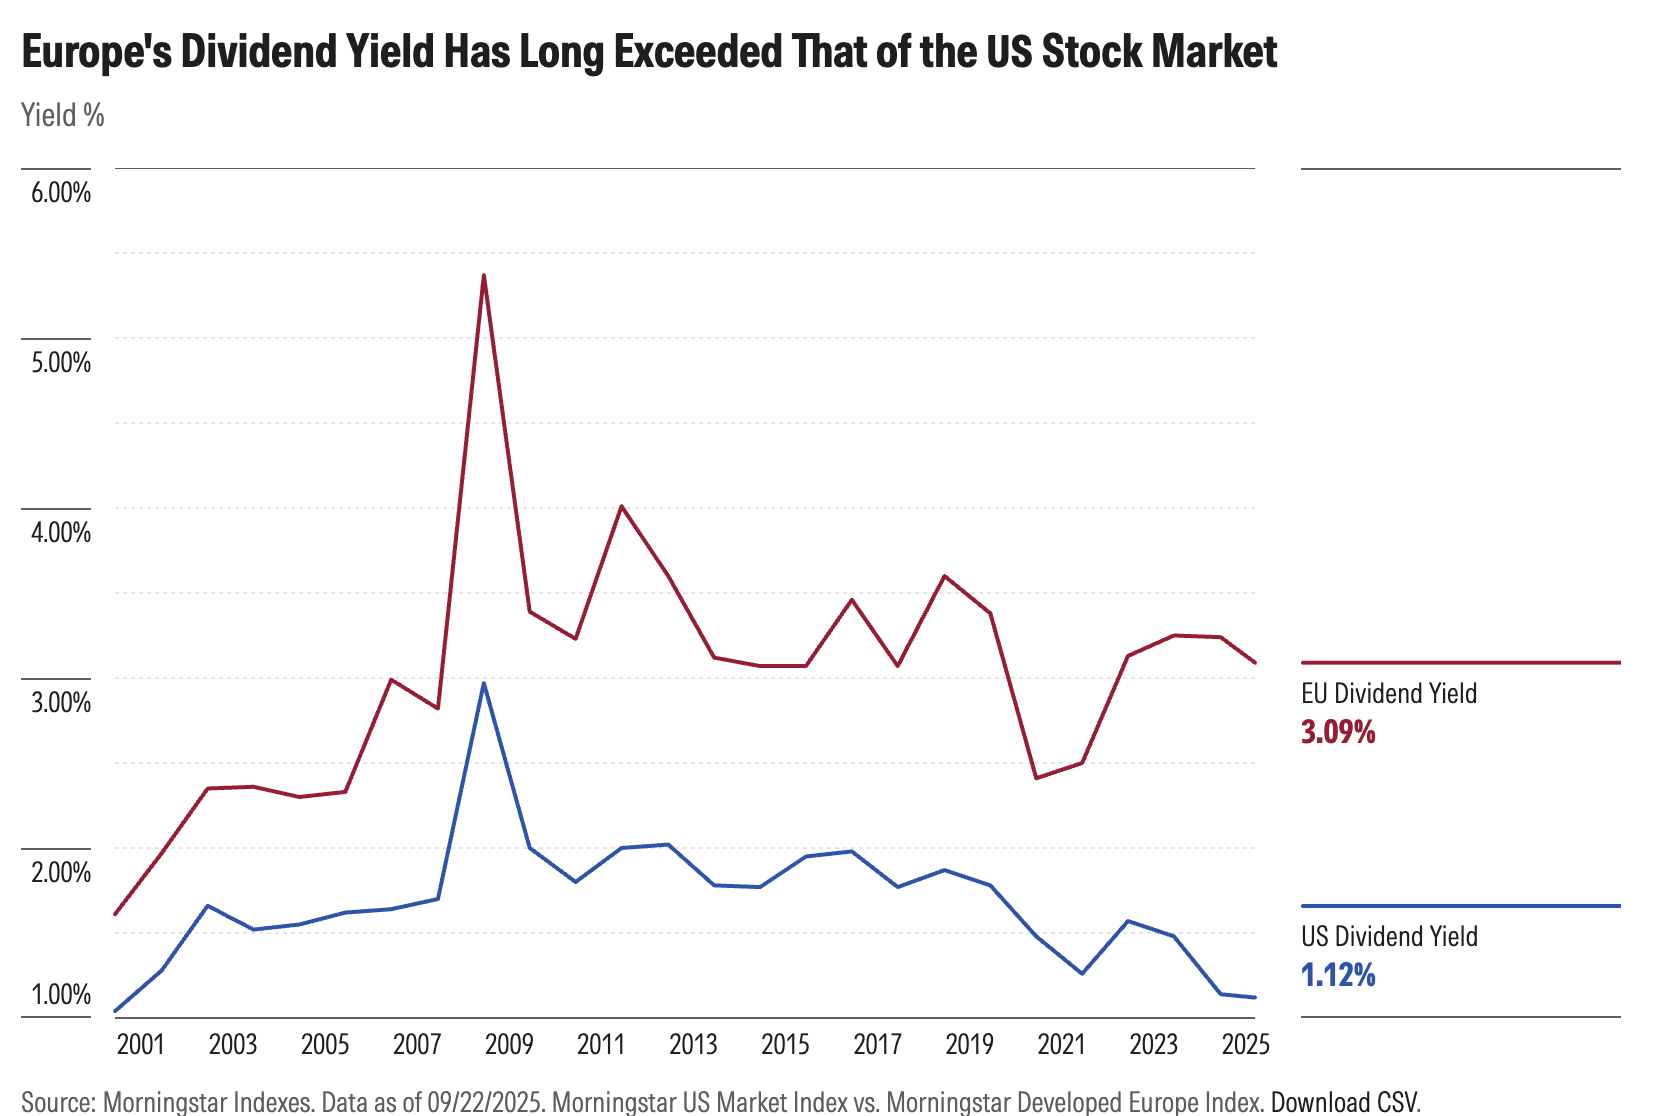 Europe's Dividend Yield Has Long Exceeded That of the US Stock Market
Yield %
6.00%
5.00%
4.00%
3.00%
2.00%
1.00%
EU Dividend Yield
3.09%
US Dividend Yield
1.12%
2001 2003 2005 2007 2009 2011 2013 2015 2017 2019 2021 2023 2025
Source: Morningstar Indexes. Data as of 09/22/2025. Morningstar US Market Index vs. Morningstar Developed Europe Index. Download CSV.